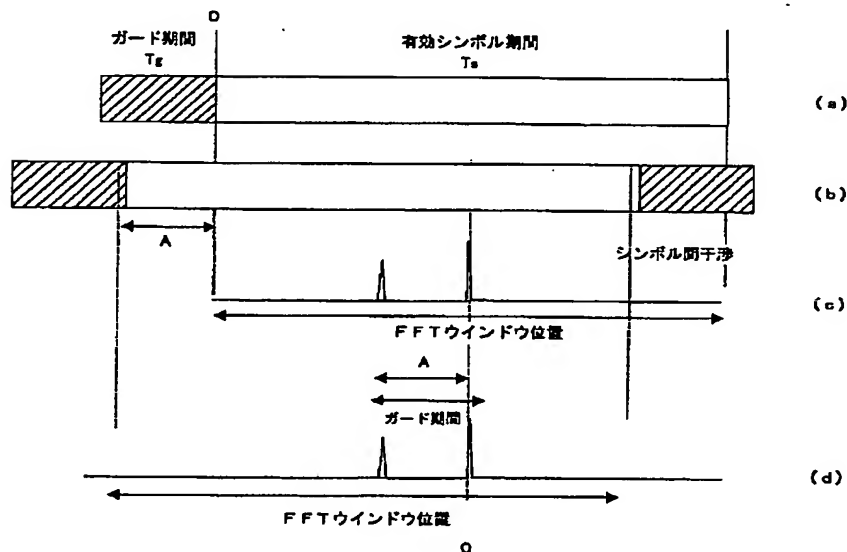 D
ガード期間
Tg
有効シンボル期間
Ts
(a)
(b)
A
シンボル間干渉
(c)
FFTウインドウ位置
A
ガード期間
(d)
FFTウインドウ位置
O